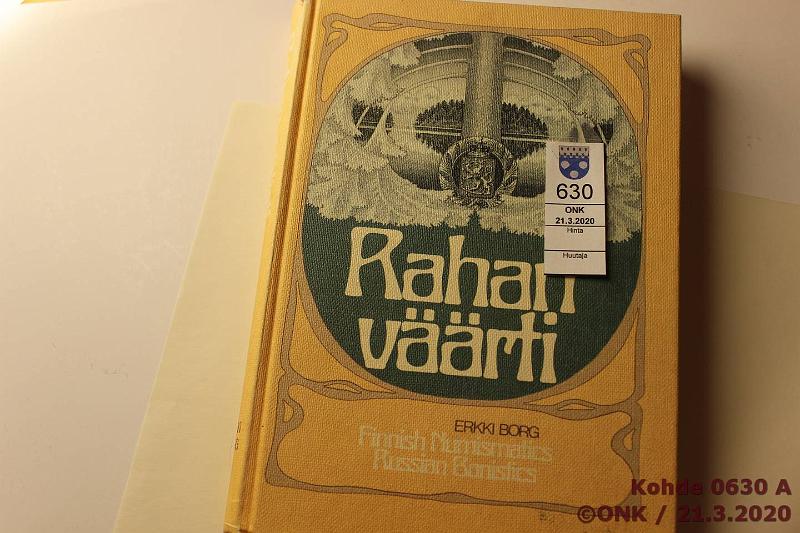 Rahan
väärti
ERKKI BORG
Finnish Numismatics
Russian Bonistics
630
ONK
21.3.2020
Hinta
Huutaja
Kohde 0630 A
©ONK / 21.3.2020